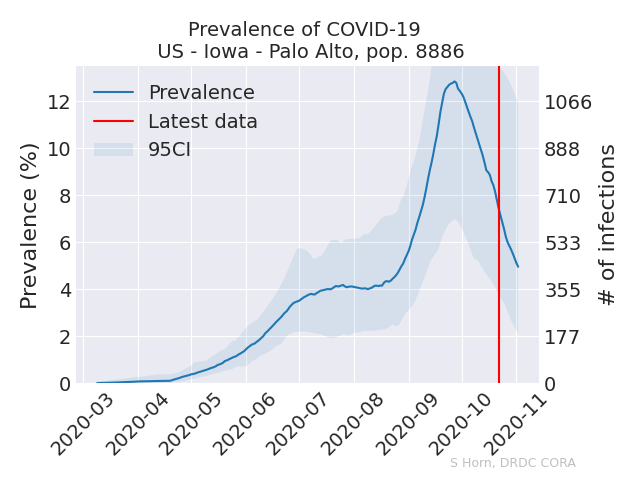 Prevalence of COVID-19
US - Iowa - Palo Alto, pop. 8886
Prevalence
Latest data
95CI
Prevalence (%)
12
10
8
6
4
2
0
1066
888
710
533
355
177
0
# of infections
2020-03
2020-04
2020-05
2020-06
2020-07
2020-08
2020-09
2020-10
2020-11
S Horn, DRDC CORA